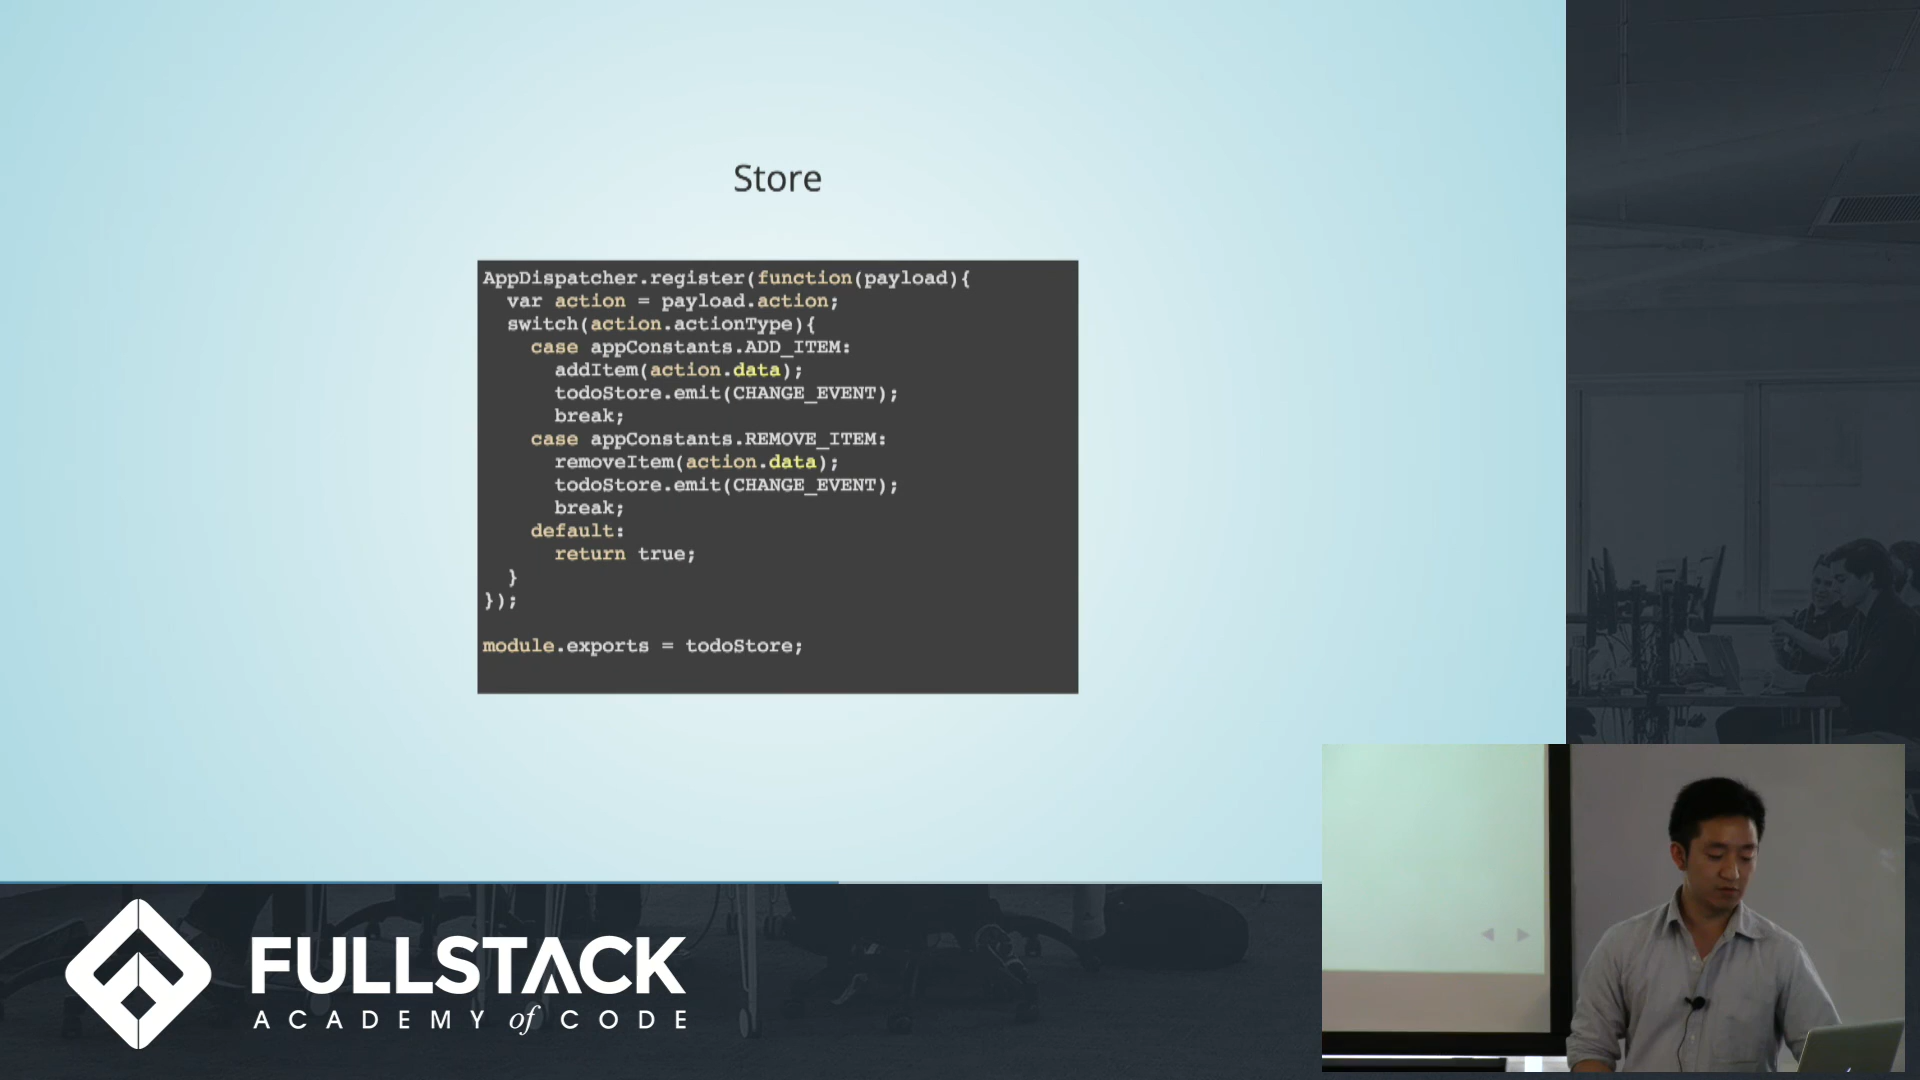 Store
AppDispatcher.register(function(payload){
  var action = payload.action;
  switch(action.actionType){
    case appConstants.ADD_ITEM:
      addItem(action.data);
      todoStore.emit(CHANGE_EVENT);
      break;
    case appConstants.REMOVE_ITEM:
      removeItem(action.data);
      todoStore.emit(CHANGE_EVENT);
      break;
    default:
      return true;
  }
});
module.exports = todoStore;
FULLSTACK
ACADEMY of CODE